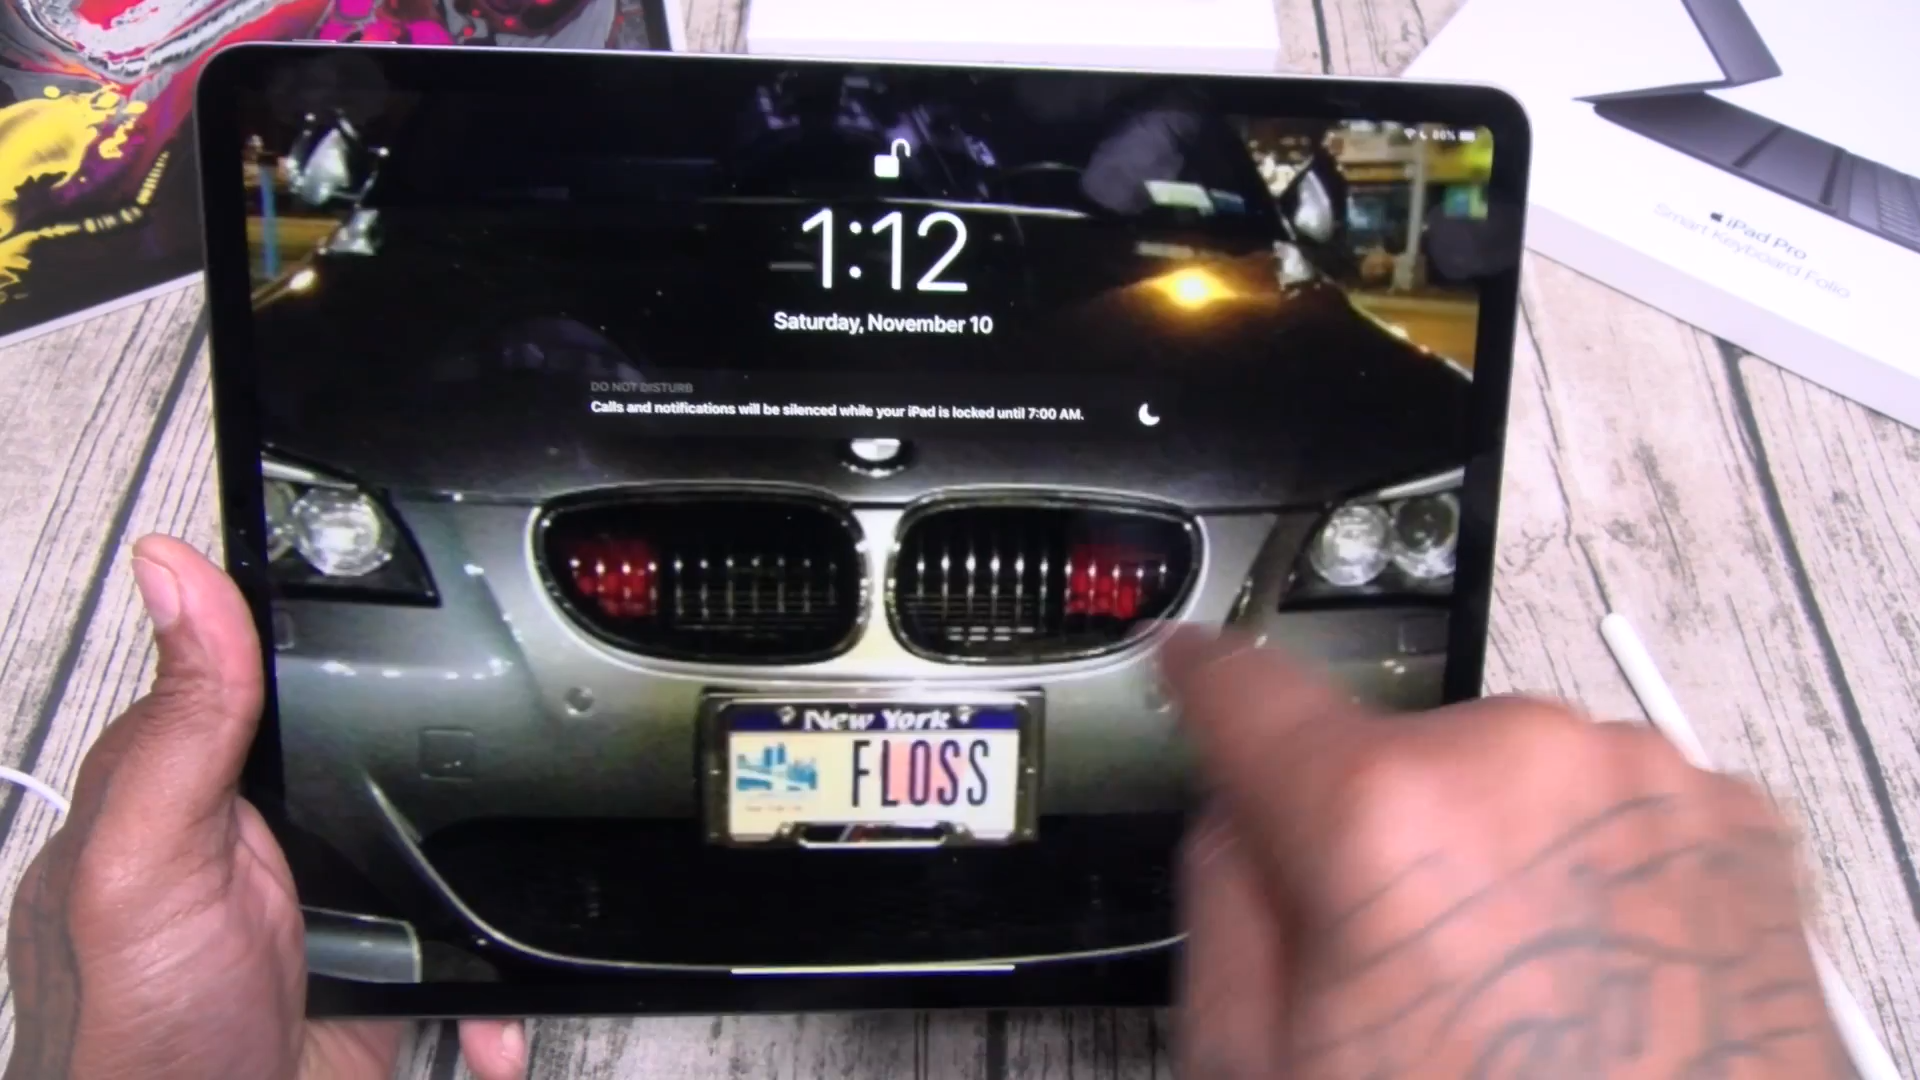 86%
1:12
Saturday, November 10
DO NOT DISTURB
Calls and notifications will be silenced while your iPad is locked until 7:00 AM.
iPad Pro
Smart Keyboard Folio
New York
FLOSS